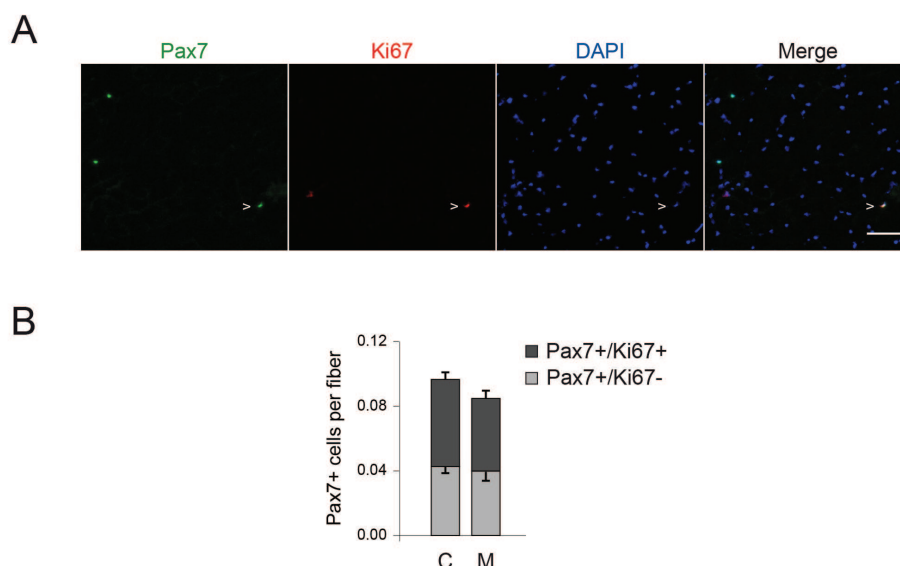 A
Pax7 Ki67 DAPI Merge
> > > >
B
Pax7+ cells per fiber
0.12
0.08
0.04
0.00
C M
Pax7+/Ki67+
Pax7+/Ki67-